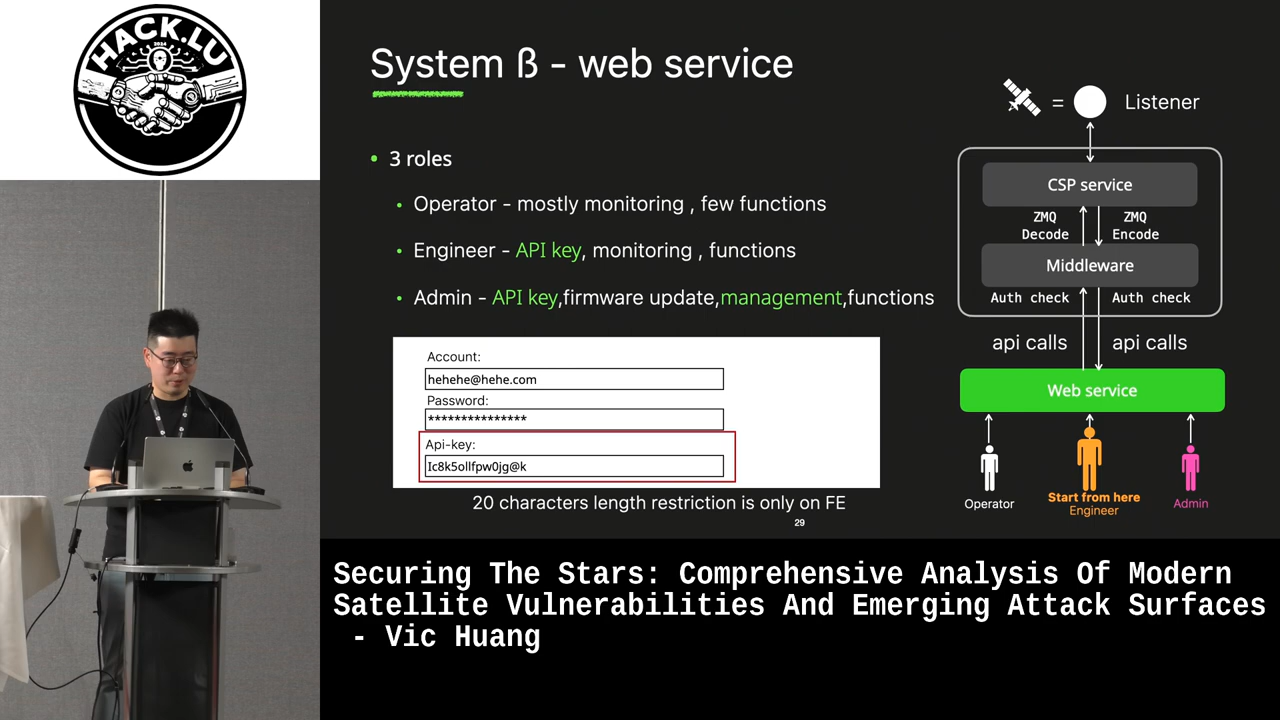 HACK.LU
2024
System ß - web service
• 3 roles
• Operator - mostly monitoring , few functions
• Engineer - API key, monitoring , functions
• Admin - API key,firmware update,management,functions
Account:
hehehe@hehe.com
Password:
***************
Api-key:
Ic8k5ollfpw0jg@k
20 characters length restriction is only on FE
29
= Listener
CSP service
ZMQ Decode
ZMQ Encode
Middleware
Auth check
Auth check
api calls
api calls
Web service
Operator
Start from here
Engineer
Admin
Securing The Stars: Comprehensive Analysis Of Modern
Satellite Vulnerabilities And Emerging Attack Surfaces
- Vic Huang